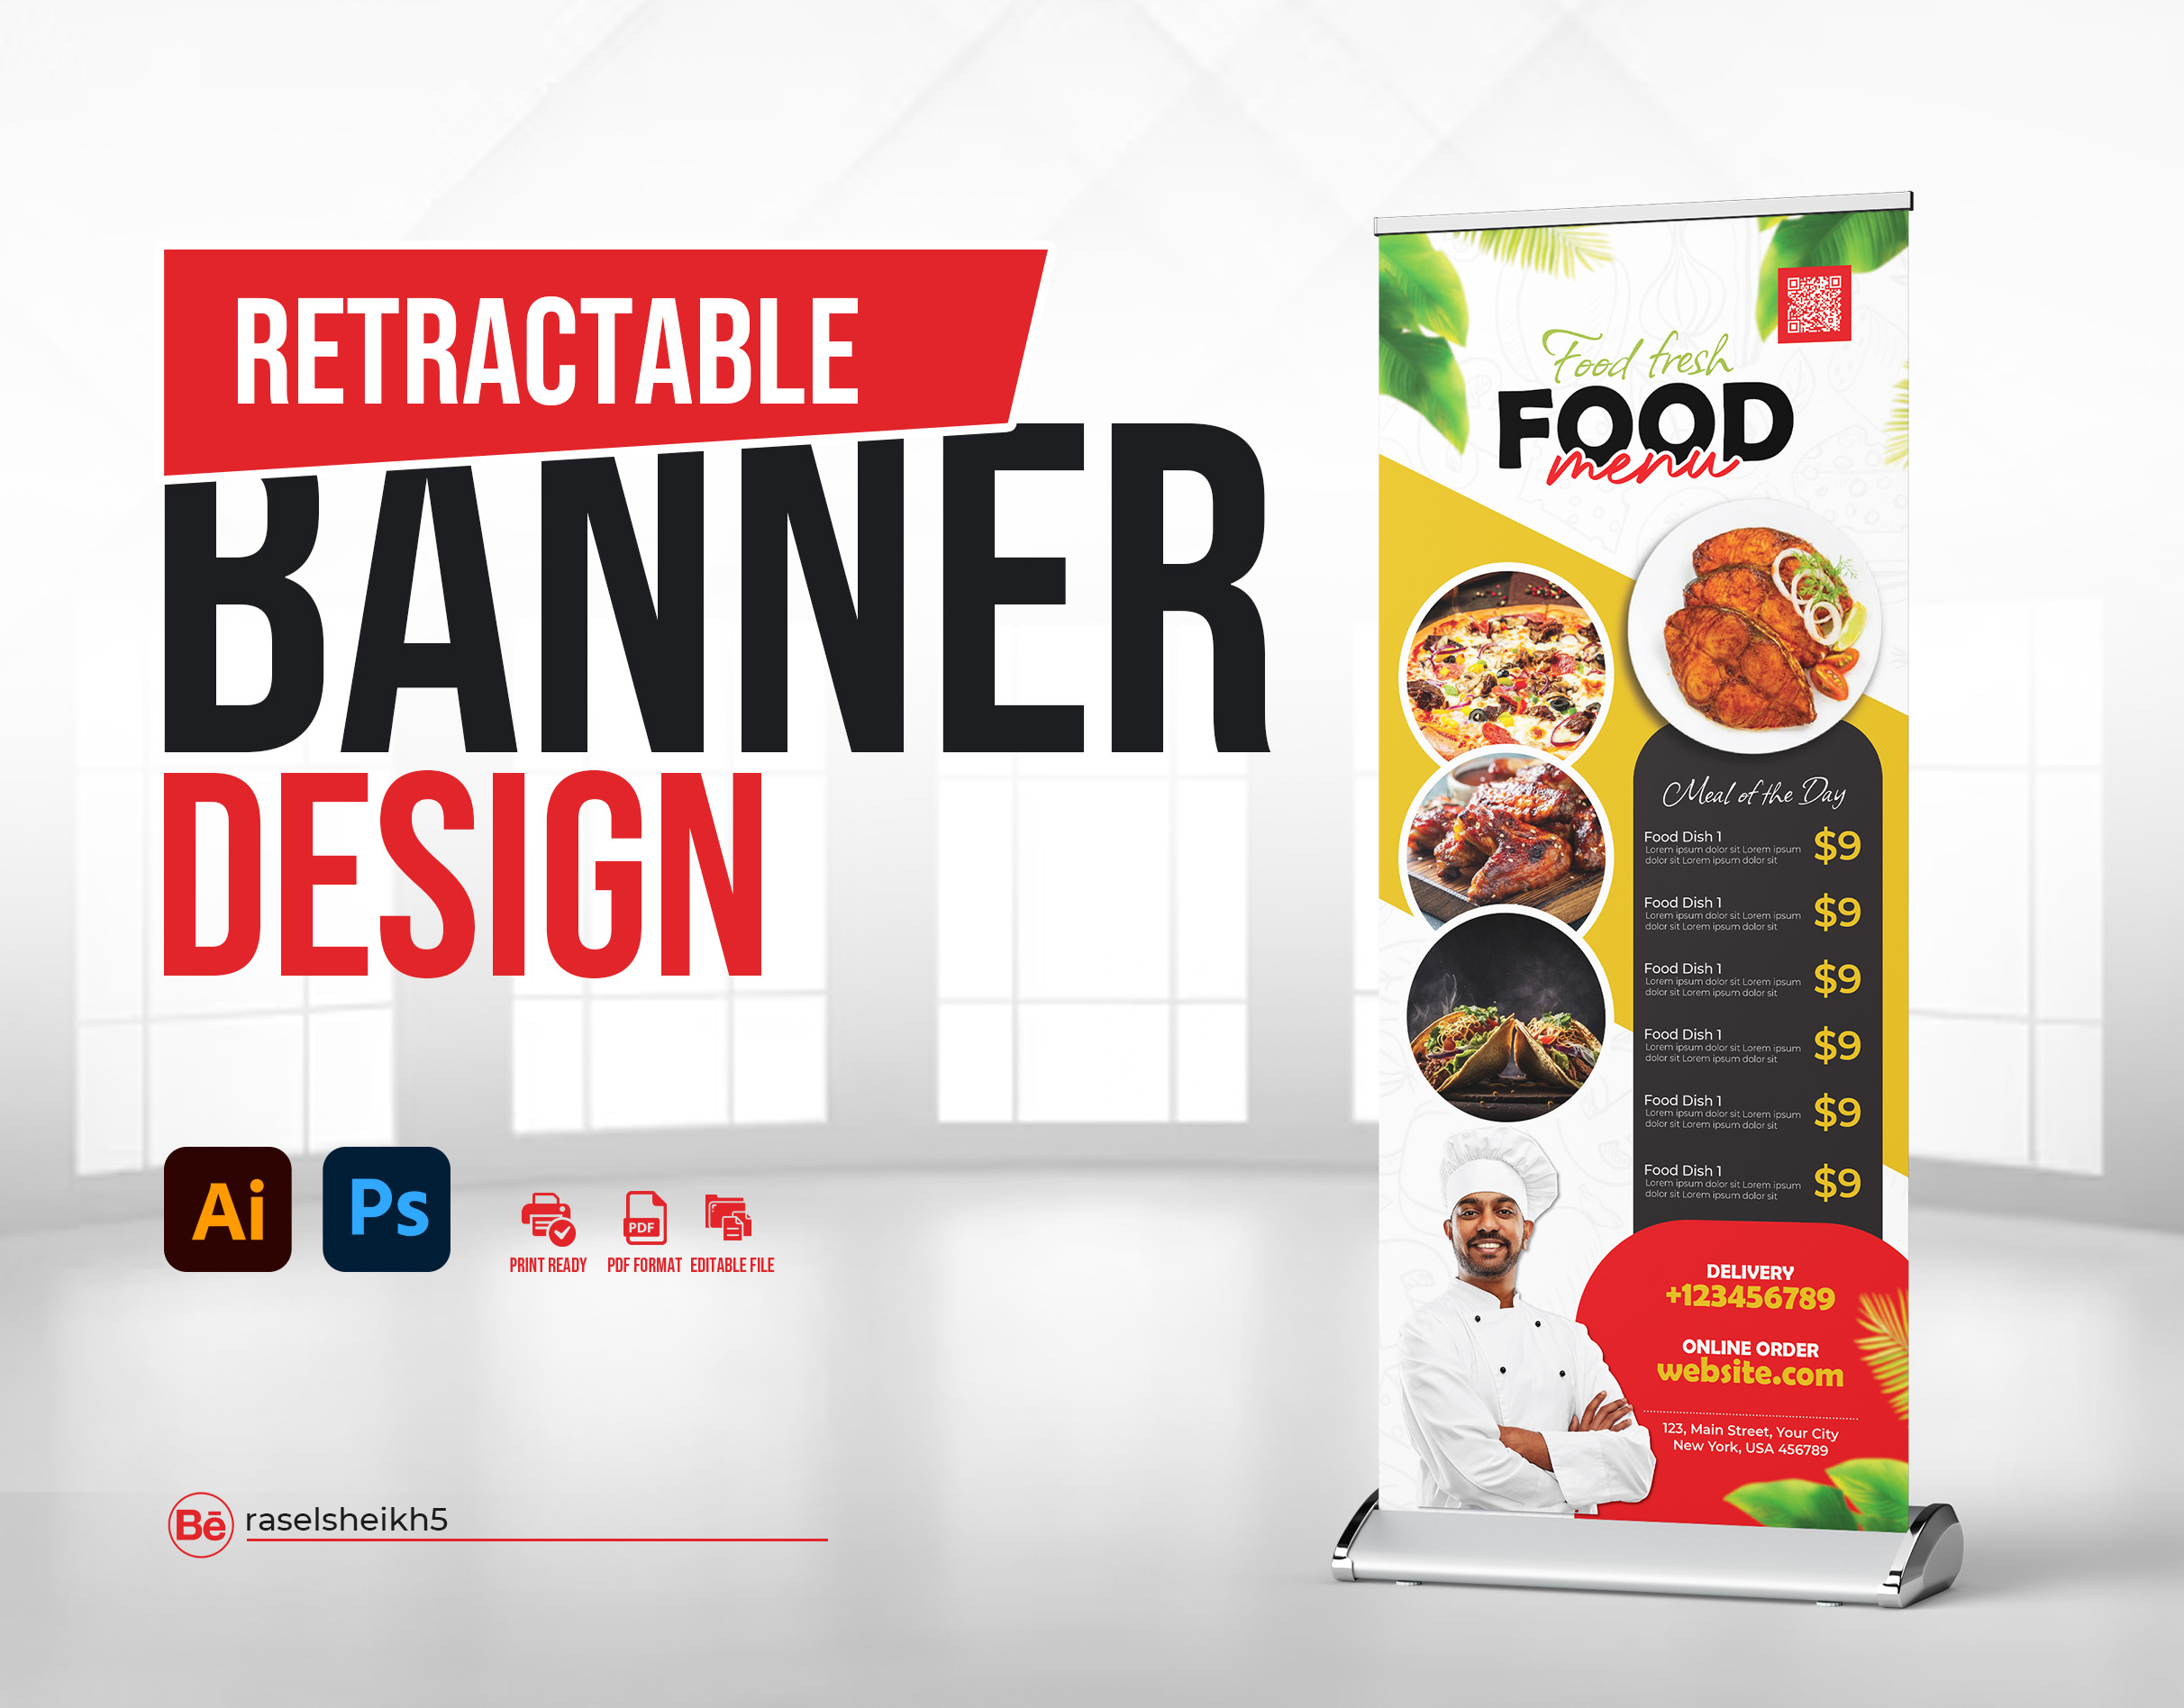 RETRACTABLE
BANNER
DESIGN
Ai
Ps
PDF
PRINT READY
PDF FORMAT
EDITABLE FILE
Bē
raselsheikh5
Food fresh
FOOD
menu
Meal of the Day
Food Dish 1
Lorem ipsum dolor sit Lorem ipsum
dolor sit Lorem ipsum dolor sit
$9
Food Dish 1
Lorem ipsum dolor sit Lorem ipsum
dolor sit Lorem ipsum dolor sit
$9
Food Dish 1
Lorem ipsum dolor sit Lorem ipsum
dolor sit Lorem ipsum dolor sit
$9
Food Dish 1
Lorem ipsum dolor sit Lorem ipsum
dolor sit Lorem ipsum dolor sit
$9
Food Dish 1
Lorem ipsum dolor sit Lorem ipsum
dolor sit Lorem ipsum dolor sit
$9
Food Dish 1
Lorem ipsum dolor sit Lorem ipsum
dolor sit Lorem ipsum dolor sit
$9
DELIVERY
+123456789
ONLINE ORDER
website.com
123, Main Street, Your City
New York, USA 456789